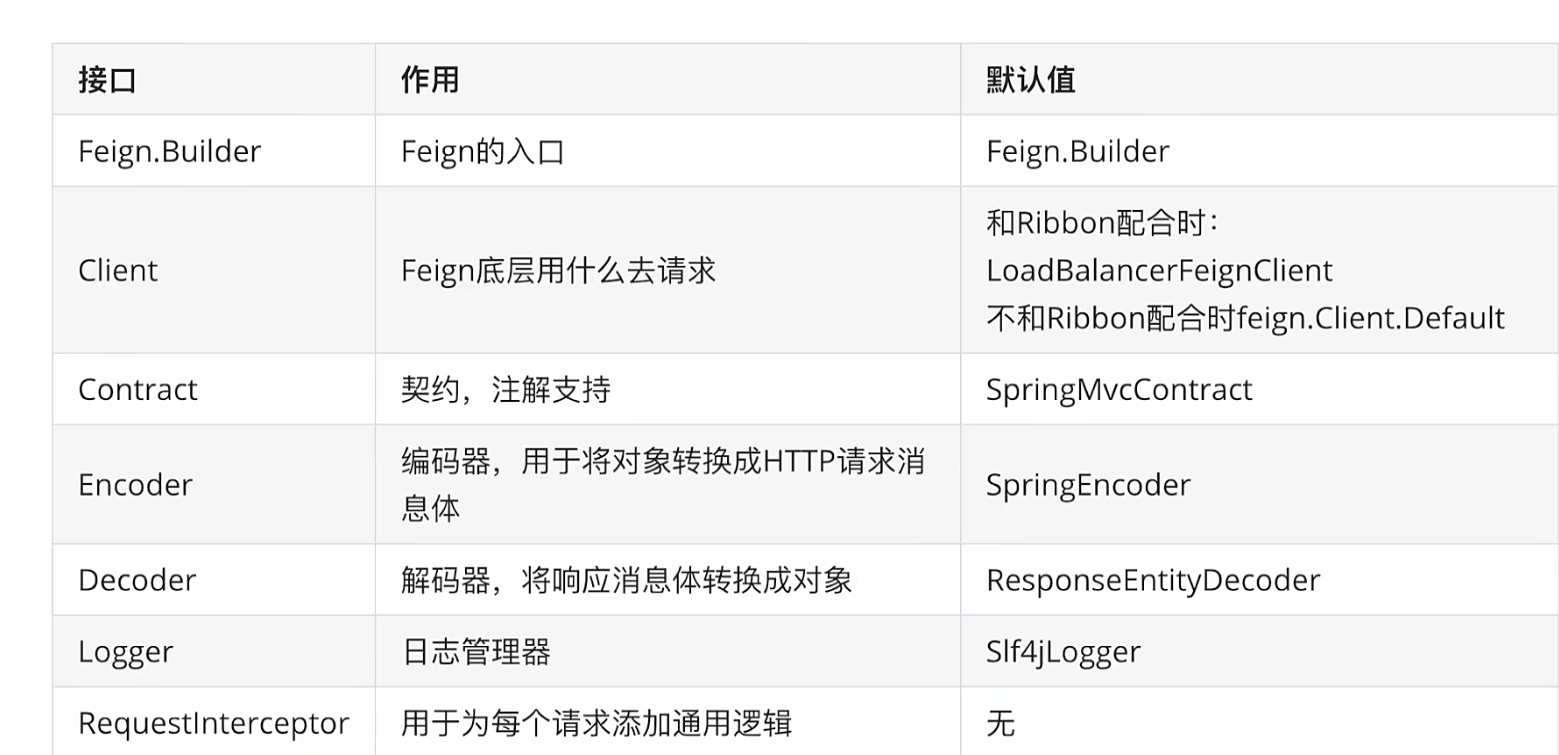 接口 作用 默认值
Feign.Builder Feign的入口 Feign.Builder
Client Feign底层用什么去请求 和Ribbon配合时：
LoadBalancerFeignClient
不和Ribbon配合时feign.Client.Default
Contract 契约，注解支持 SpringMvcContract
Encoder 编码器，用于将对象转换成HTTP请求消
息体 SpringEncoder
Decoder 解码器，将响应消息体转换成对象 ResponseEntityDecoder
Logger 日志管理器 Slf4jLogger
RequestInterceptor 用于为每个请求添加通用逻辑 无